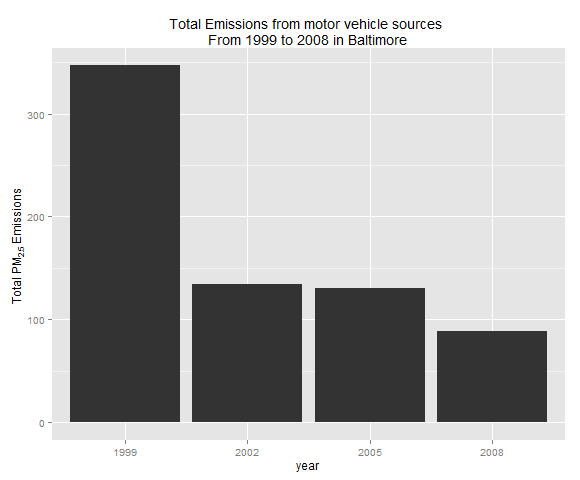 Total Emissions from motor vehicle sources
From 1999 to 2008 in Baltimore
Total PM2.5 Emissions
300
200
100
0
1999 2002 2005 2008
year